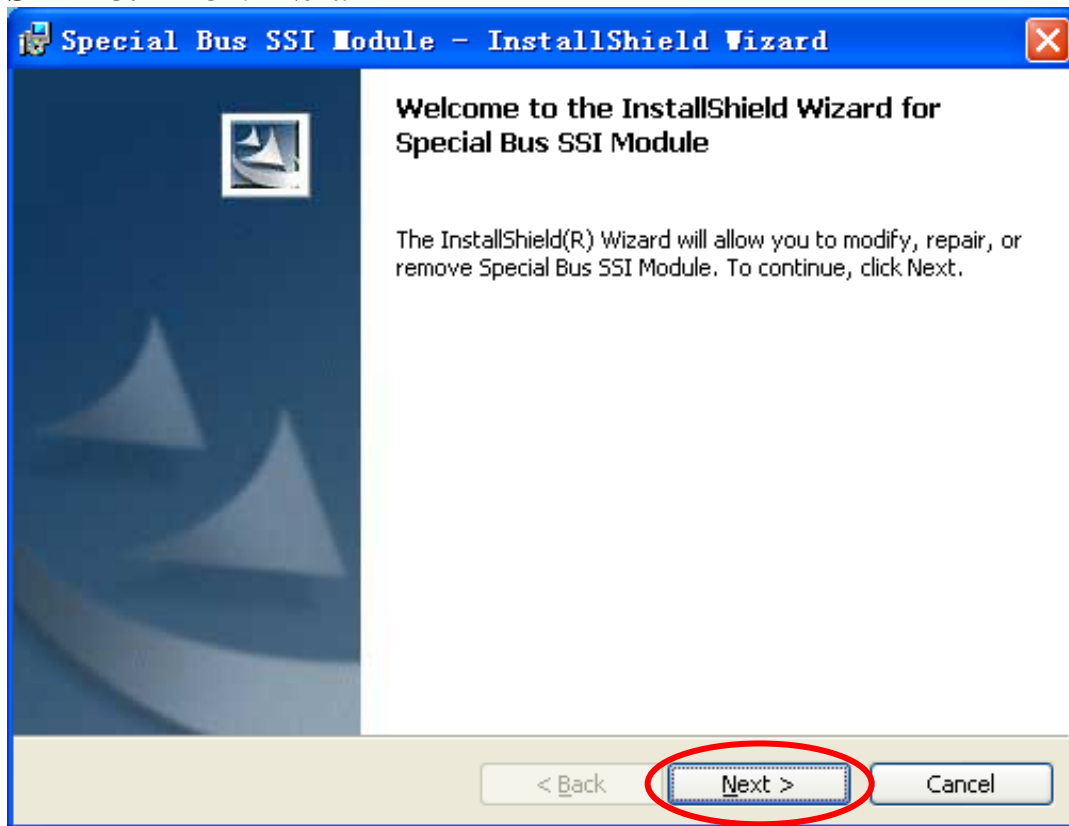 Special Bus SSI Module - InstallShield Wizard
Welcome to the InstallShield Wizard for
Special Bus SSI Module
The InstallShield(R) Wizard will allow you to modify, repair, or
remove Special Bus SSI Module. To continue, click Next.
< Back
Next >
Cancel